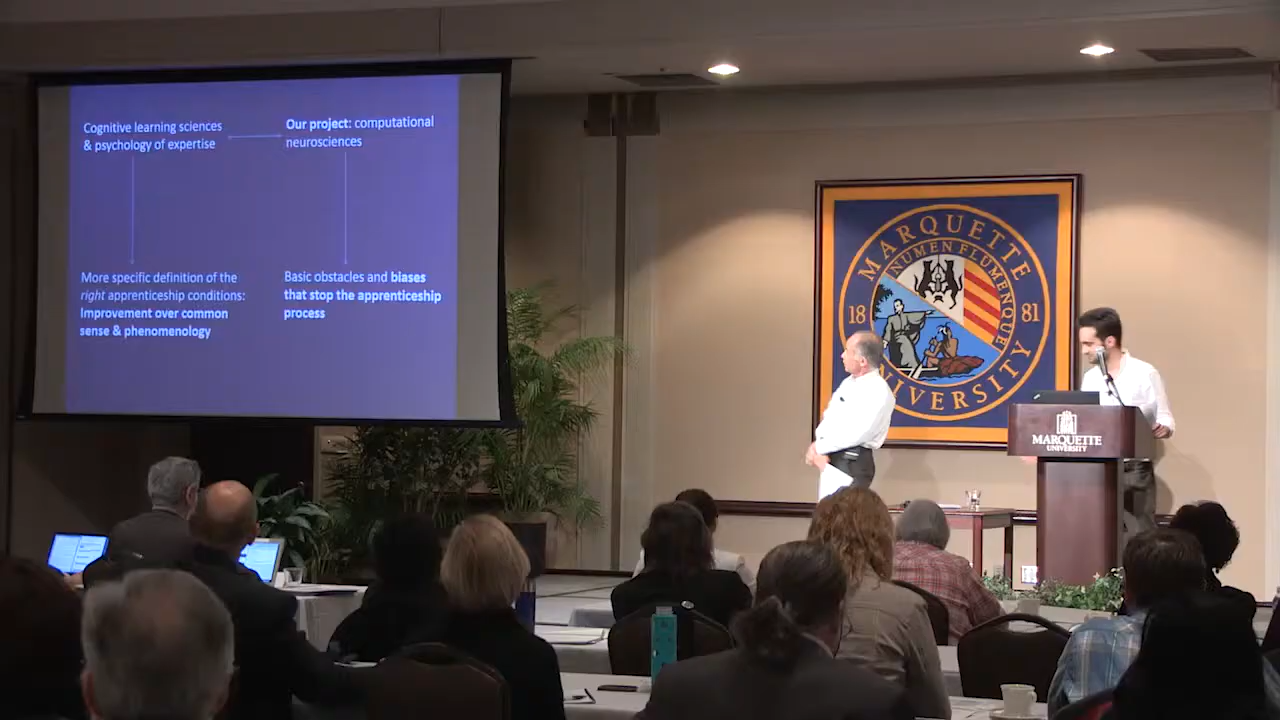 Cognitive learning sciences
& psychology of expertise
Our project: computational
neurosciences
More specific definition of the
right apprenticeship conditions:
Improvement over common
sense & phenomenology
Basic obstacles and biases
that stop the apprenticeship
process
MARQUETTE
UNIVERSITY
NUMEN FLUMENQUE
1881
MARQUETTE
UNIVERSITY